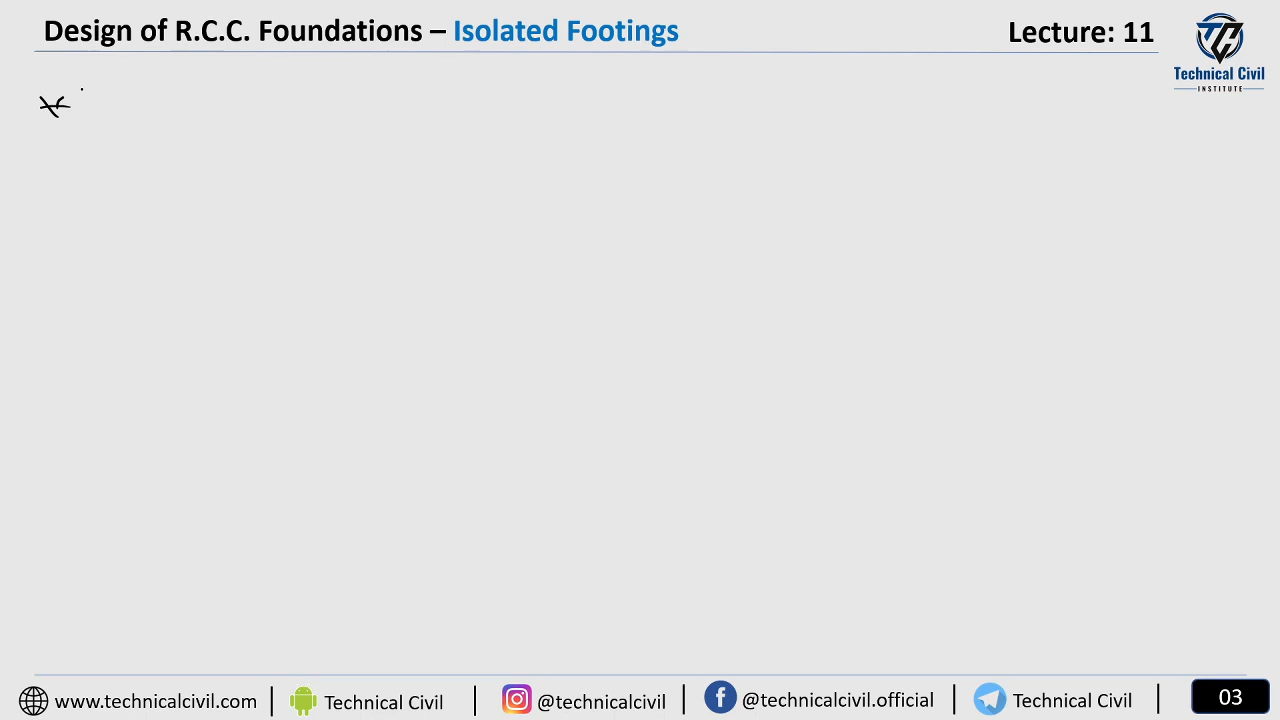 Design of R.C.C. Foundations – Isolated Footings
Lecture: 11
TC
Technical Civil
INSTITUTE
www.technicalcivil.com
Technical Civil
@technicalcivil
@technicalcivil.official
Technical Civil
03